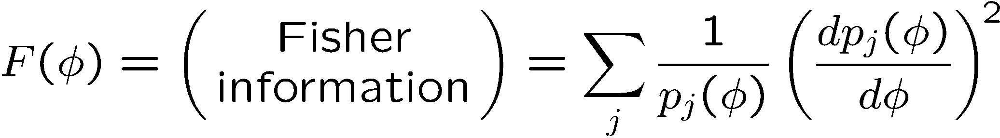 F(ϕ) = ( Fisher information ) = ∑_j 1/p_j(ϕ) (dp_j(ϕ)/dϕ)^2